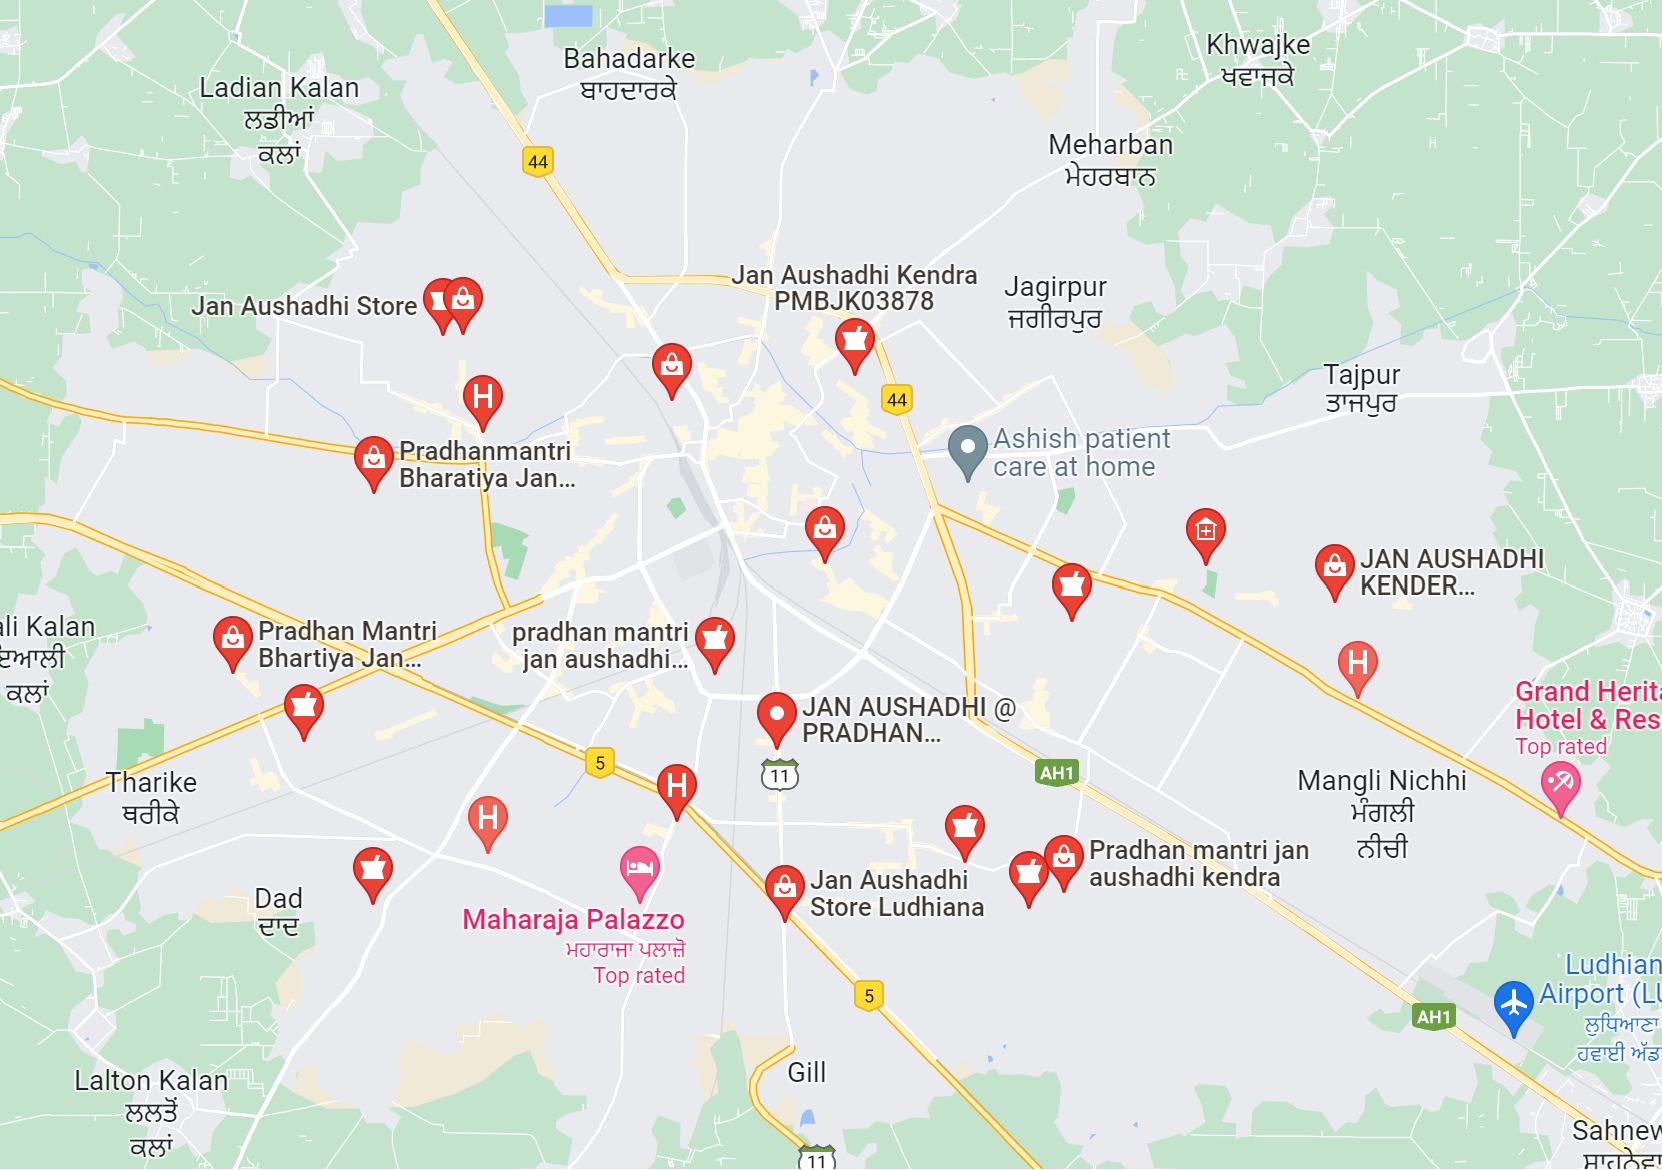 Bahadarke
ਬਾਹਦਾਰਕੇ
Khwajke
ਖਵਾਜਕੇ
Ladian Kalan
ਲਡੀਆਂ
ਕਲਾਂ
44
Meharban
ਮੇਹਰਬਾਨ
Jan Aushadhi Kendra
PMBJK03878
Jagirpur
ਜਗੀਰਪੁਰ
Jan Aushadhi Store
Tajpur
ਤਾਜਪੁਰ
44
H
Ashish patient
care at home
Pradhanmantri
Bharatiya Jan...
JAN AUSHADHI
KENDER...
ali Kalan
ਇਆਲੀ
ਕਲਾਂ
Pradhan Mantri
Bhartiya Jan...
pradhan mantri
jan aushadhi...
H
Grand Herita
Hotel & Res
Top rated
JAN AUSHADHI @
PRADHAN...
5
11
AH1
H
Tharike
ਥਰੀਕੇ
Mangli Nichhi
ਮੰਗਲੀ
ਨੀਚੀ
H
Pradhan mantri jan
aushadhi kendra
Jan Aushadhi
Store Ludhiana
Dad
ਦਾਦ
Maharaja Palazzo
ਮਹਾਰਾਜਾ ਪਲਾਜ਼ੋ
Top rated
5
AH1
Ludhian
Airport (LU
ਲੁਧਿਆਣਾ
ਹਵਾਈ ਅੱਡ
Gill
Lalton Kalan
ਲਲਤੋਂ
ਕਲਾਂ
11
Sahnew
ਸਾਹਨੇਵਾ